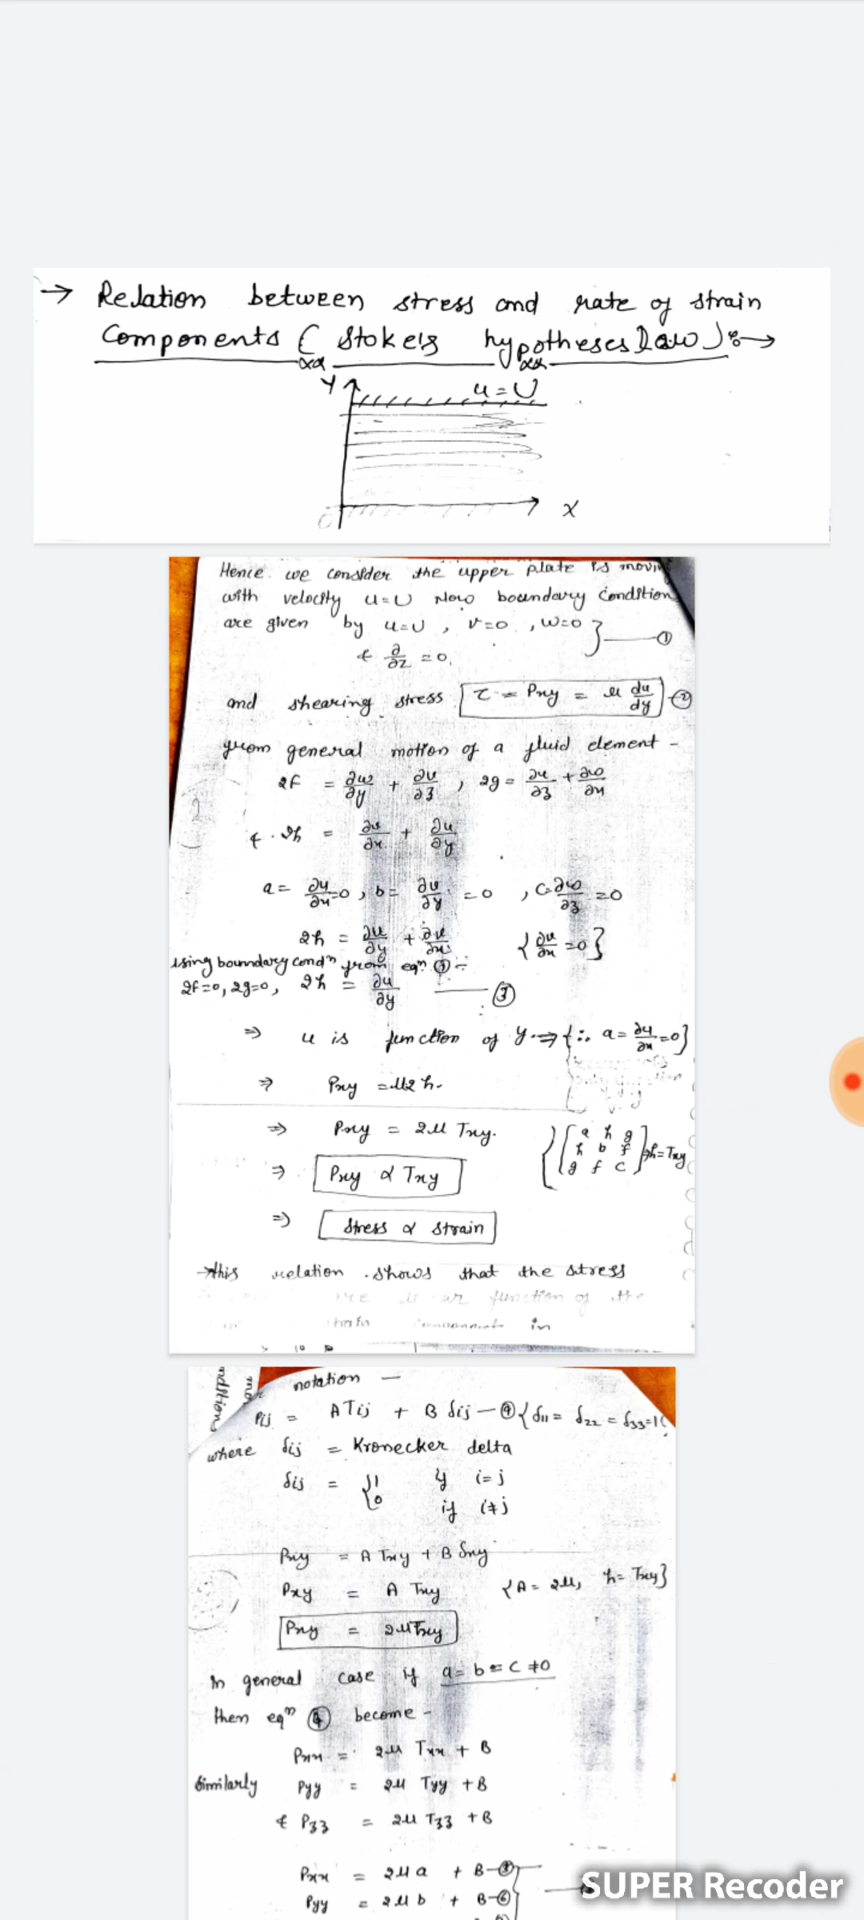 → Relation between stress and rate of strain
Components ( Stoke's hypotheses law ) :→
Y
u = U
O
X
Hence we consider the upper plate is movin
with velocity u=U Now boundary condition
are given by u=U , v=0 , w=0 } — ①
& ∂/∂z = 0.
and shearing stress τ = Pxy = μ du/dy — ②
from general motion of a fluid element -
2f = ∂w/∂y + ∂v/∂z , 2g = ∂u/∂z + ∂w/∂x
& 2h = ∂v/∂x + ∂u/∂y
a = ∂u/∂x = 0 , b = ∂v/∂y = 0 , c = ∂w/∂z = 0
2h = ∂u/∂y + ∂v/∂x { ∂v/∂x = 0 }
using boundary condn from eqn ① :-
2f=0, 2g=0, 2h = ∂u/∂y — ③
⇒ u is function of y ⇒ {∴ a = ∂u/∂x = 0}
⇒ Pxy = μ2h.
⇒ Pxy = 2μ Txy.
{ [ a h g
h b f
g f c ] h = Txy
⇒ Pxy ∝ Txy
⇒ Stress ∝ Strain
→ this relation shows that the stress
function of the
in
notation —
Pij = A Tij + B δij — ④ { δ11 = δ22 = δ33 = 1 }
where δij = Kronecker delta
δij = { 1 if i=j
0 if i≠j
Pxy = A Txy + B δxy
Pxy = A Txy { A = 2μ, h = Txy }
Pxy = 2μTxy
In general case if a = b = c ≠ 0
then eqn ④ become -
Pxx = 2μ Txx + B
Similarly Pyy = 2μ Tyy + B
& Pzz = 2μ Tzz + B
Pxx = 2μ a + B — ⑤
Pyy = 2μ b + B — ⑥
SUPER Recoder